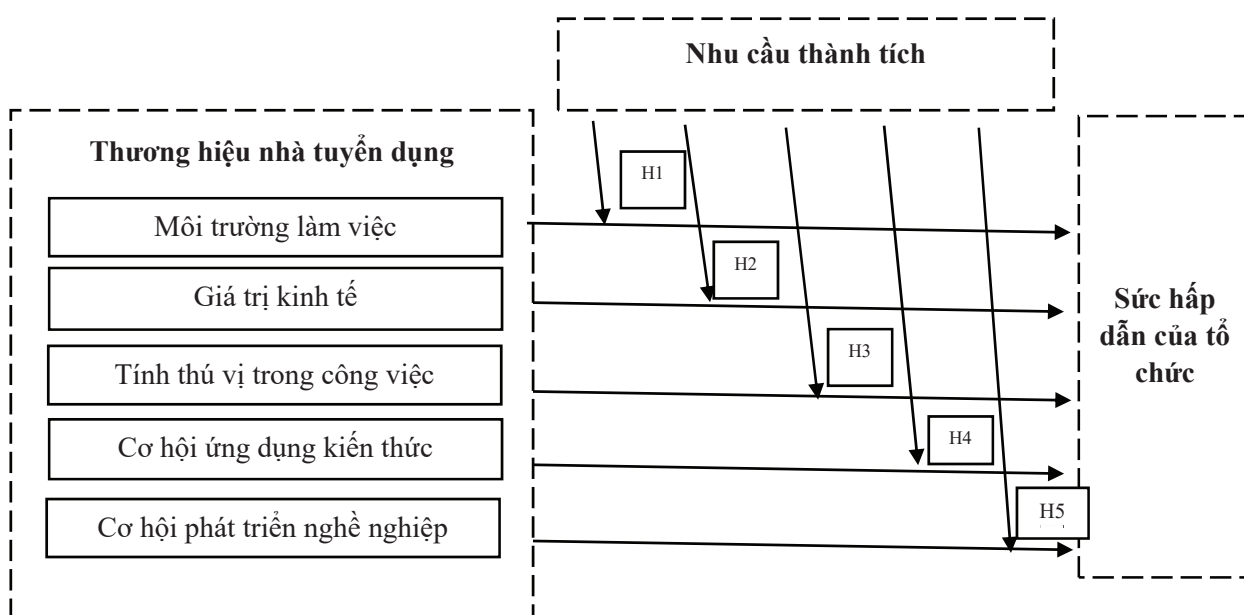 Nhu cầu thành tích
Thương hiệu nhà tuyển dụng
Môi trường làm việc
Giá trị kinh tế
Tính thú vị trong công việc
Cơ hội ứng dụng kiến thức
Cơ hội phát triển nghề nghiệp
H1
H2
H3
H4
H5
Sức hấp
dẫn của tổ
chức